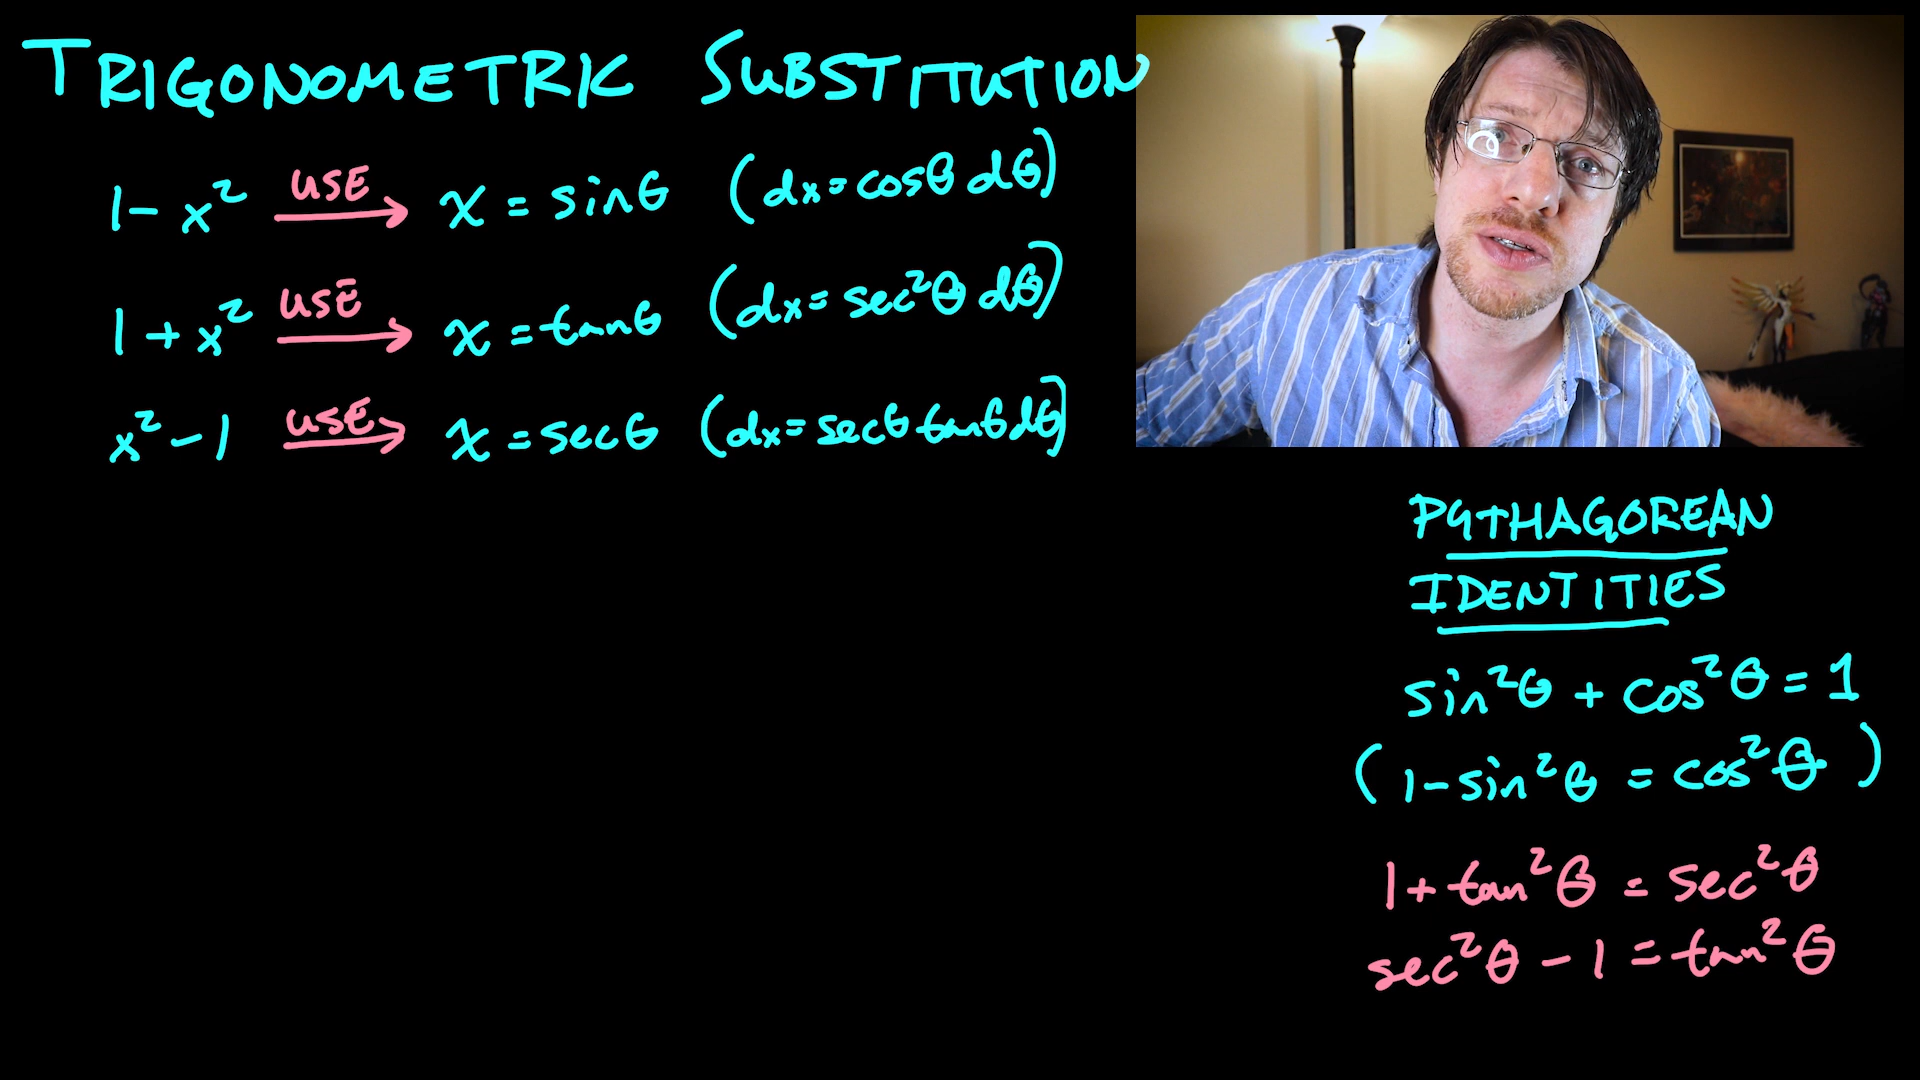 TRIGONOMETRIC SUBSTITUTION
1 - x² USE → x = sinθ (dx = cosθ dθ)
1 + x² USE → x = tanθ (dx = sec²θ dθ)
x² - 1 USE → x = secθ (dx = secθ tanθ dθ)
PYTHAGOREAN
IDENTITIES
sin²θ + cos²θ = 1
(1 - sin²θ = cos²θ)
1 + tan²θ = sec²θ
sec²θ - 1 = tan²θ